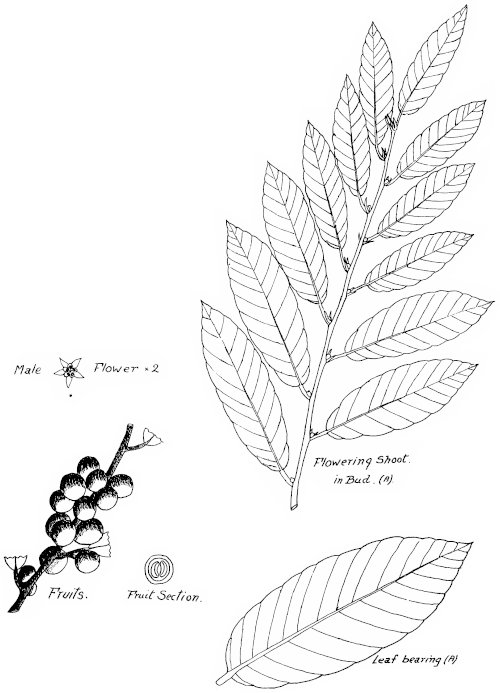 Male Flower × 2
Flowering Shoot.
in Bud. (A).
Fruits.
Fruit Section.
Leaf bearing (A)